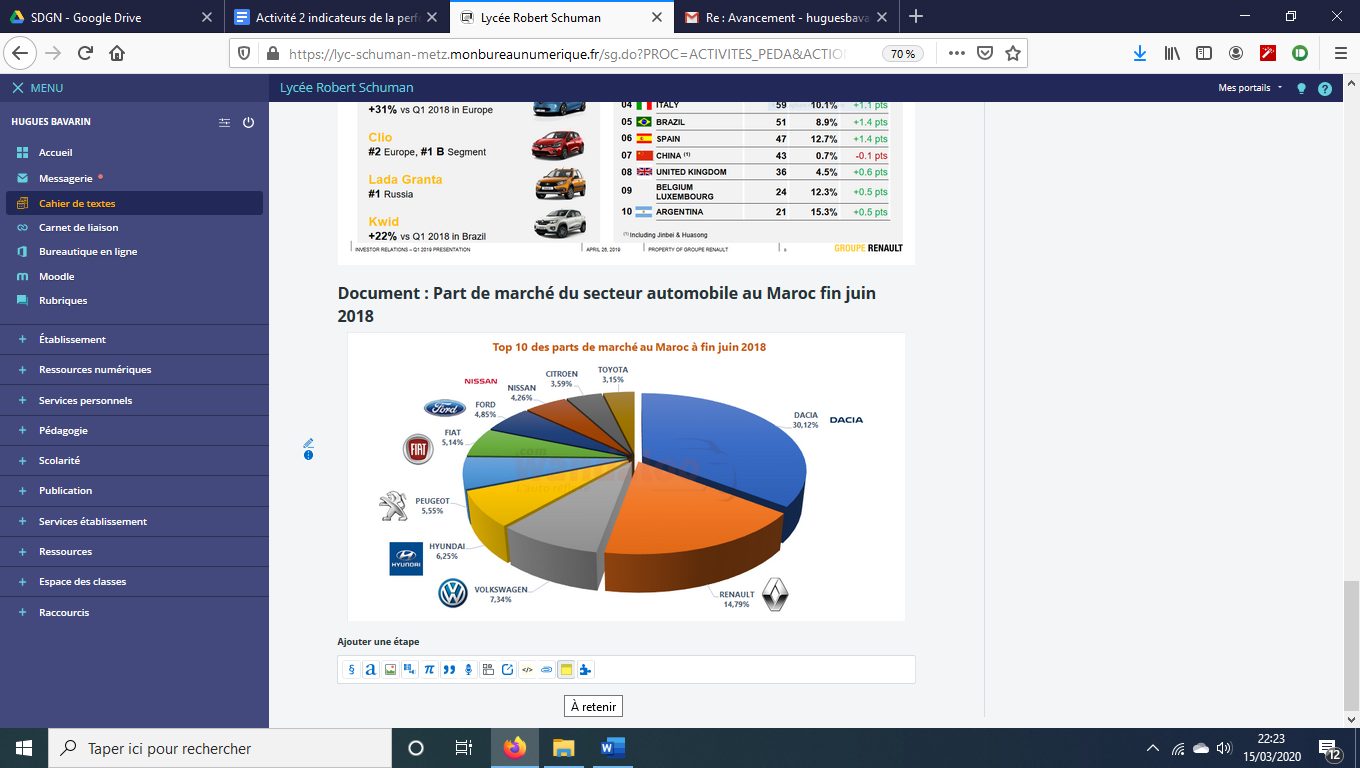 SDGN - Google Drive
Activité 2 indicateurs de la perf
Lycée Robert Schuman
Re : Avancement - huguesbava
https://lyc-schuman-metz.monbureaunumerique.fr/sg.do?PROC=ACTIVITES_PEDA&ACTION
70 %
MENU
Lycée Robert Schuman
Mes portails
HUGUES BAVARIN
Accueil
Messagerie
Cahier de textes
Carnet de liaison
Bureautique en ligne
Moodle
Rubriques
Établissement
Ressources numériques
Services personnels
Pédagogie
Scolarité
Publication
Services établissement
Ressources
Espace des classes
Raccourcis
+31% vs Q1 2018 in Europe
Clio
#2 Europe, #1 B Segment
Lada Granta
#1 Russia
Kwid
+22% vs Q1 2018 in Brazil
04 ITALY 59 10.1% +1.1 pts
05 BRAZIL 51 8.9% +1.4 pts
06 SPAIN 47 12.7% +1.4 pts
07 CHINA (1) 43 0.7% -0.1 pts
08 UNITED KINGDOM 36 4.5% +0.6 pts
09 BELGIUM LUXEMBOURG 24 12.3% +0.5 pts
10 ARGENTINA 21 15.3% +0.5 pts
(1) Including Jinbei & Huasong
INVESTOR RELATIONS – Q1 2019 PRESENTATION
APRIL 26, 2019
PROPERTY OF GROUPE RENAULT
GROUPE RENAULT
Document : Part de marché du secteur automobile au Maroc fin juin
2018
Top 10 des parts de marché au Maroc à fin juin 2018
TOYOTA
3,15%
CITROEN
3,59%
NISSAN
NISSAN
4,26%
Ford
FORD
4,85%
DACIA
30,12%
DACIA
FIAT
FIAT
5,14%
PEUGEOT
5,55%
HYUNDAI
HYUNDAI
6,25%
VOLKSWAGEN
7,34%
RENAULT
14,79%
Ajouter une étape
À retenir
Taper ici pour rechercher
22:23
15/03/2020
12